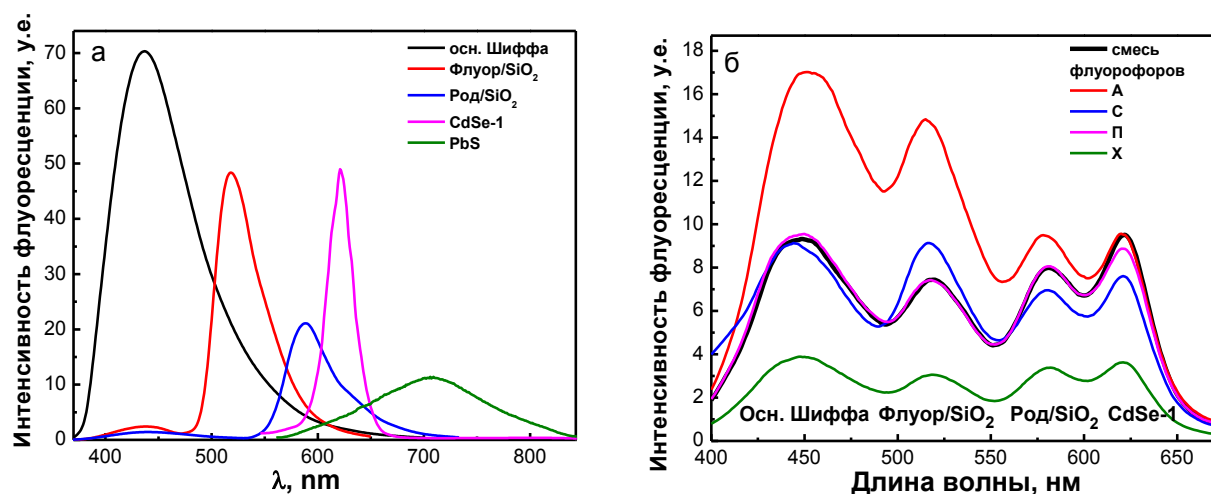 Интенсивность флуоресценции, у.е.
70
60
50
40
30
20
10
0
а
осн. Шиффа
Флуор/SiO₂
Род/SiO₂
CdSe-1
PbS
400 500 600 700 800
λ, nm
Интенсивность флуоресценции, у.е.
18
16
14
12
10
8
6
4
2
0
б
смесь
флуорофоров
А
С
П
Х
Осн. Шиффа Флуор/SiO₂ Род/SiO₂ CdSe-1
400 450 500 550 600 650
Длина волны, нм